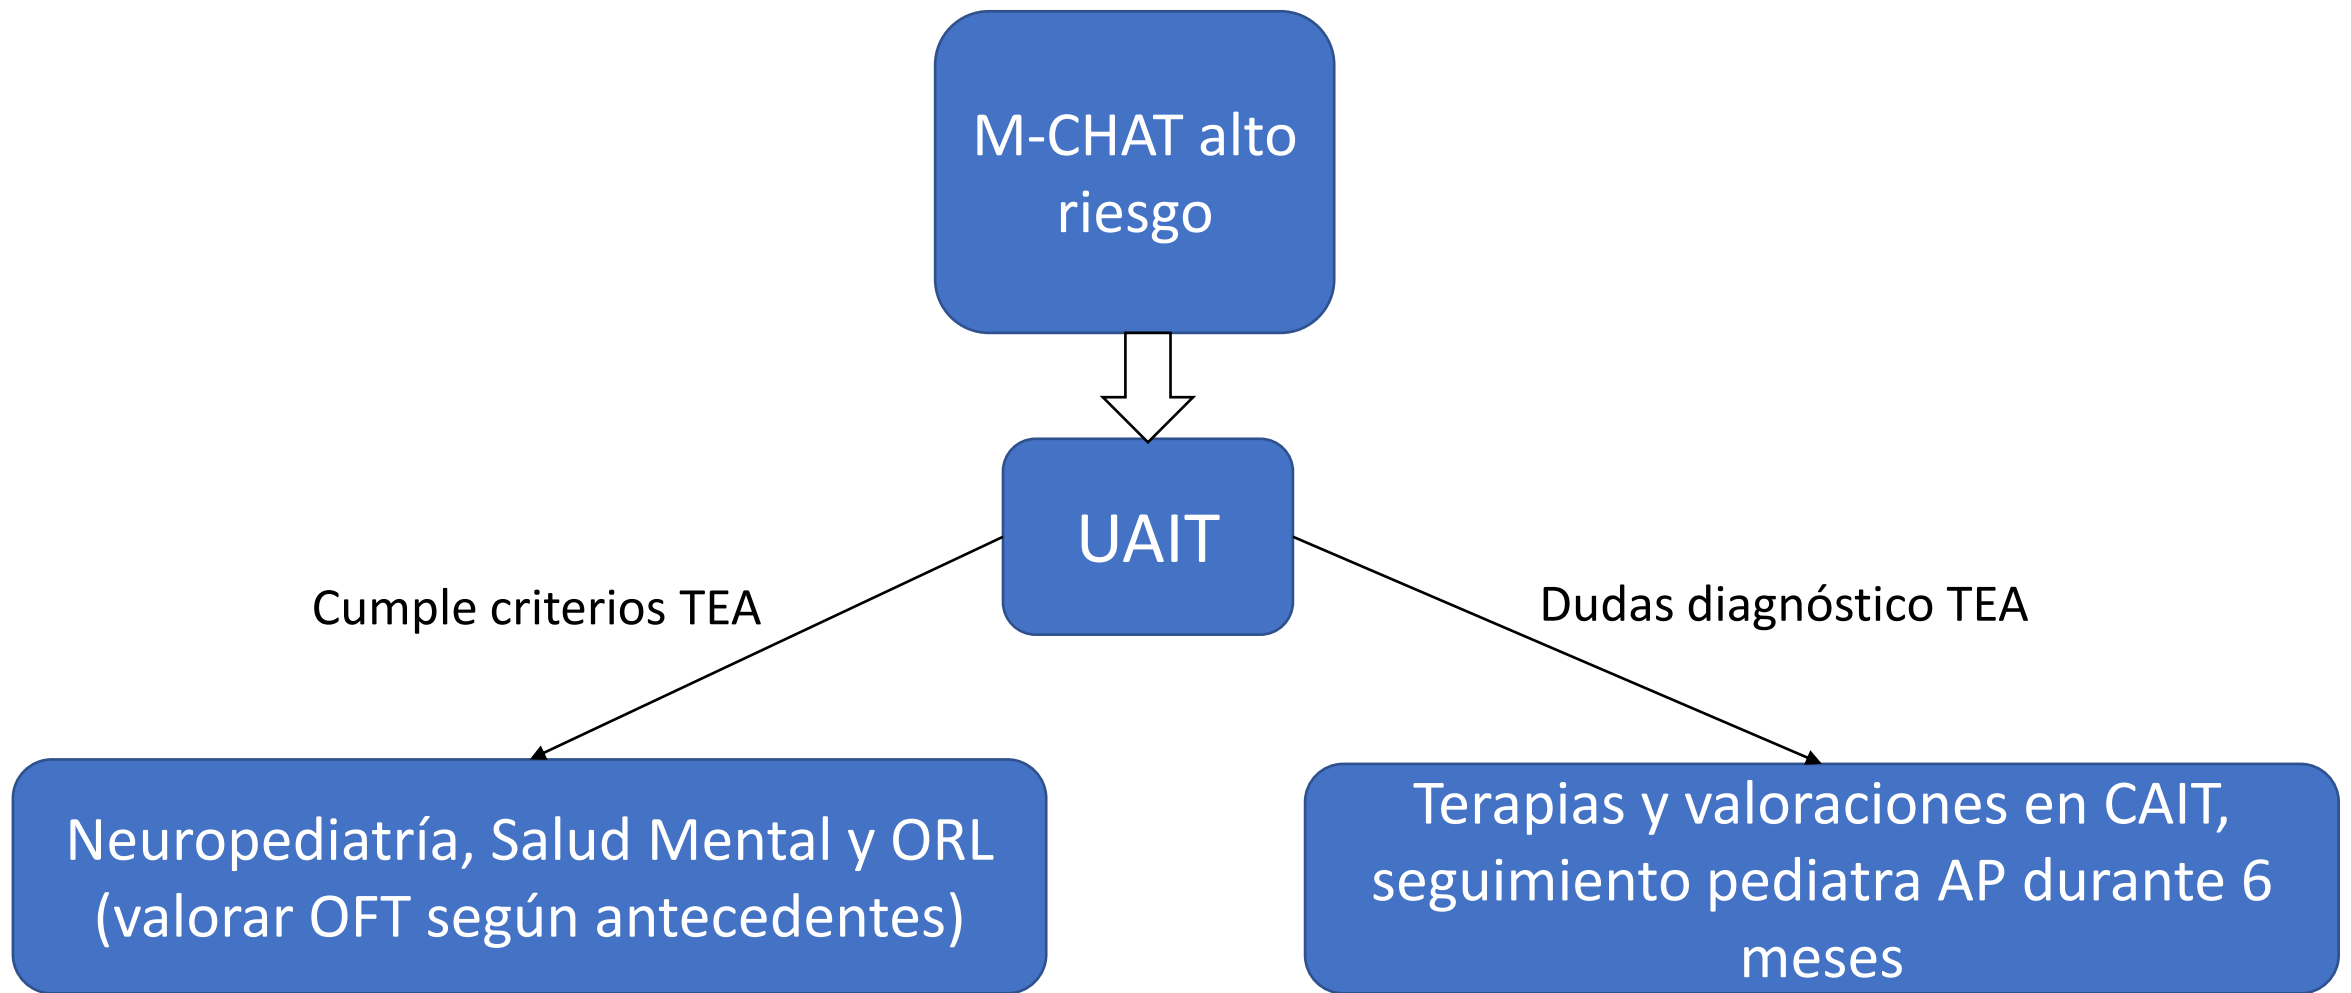 M-CHAT alto
riesgo
UAIT
Cumple criterios TEA
Dudas diagnóstico TEA
Neuropediatría, Salud Mental y ORL
(valorar OFT según antecedentes)
Terapias y valoraciones en CAIT,
seguimiento pediatra AP durante 6
meses